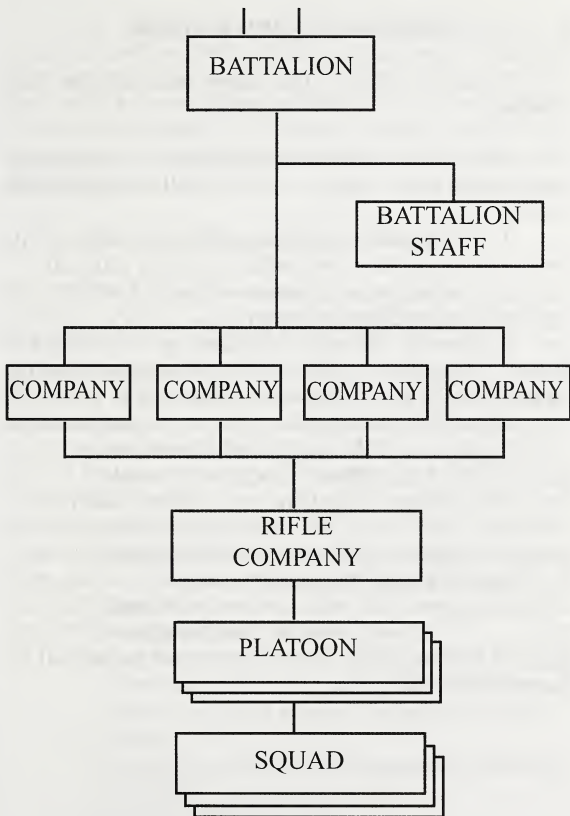 BATTALION
BATTALION
STAFF
COMPANY
COMPANY
COMPANY
COMPANY
RIFLE
COMPANY
PLATOON
SQUAD